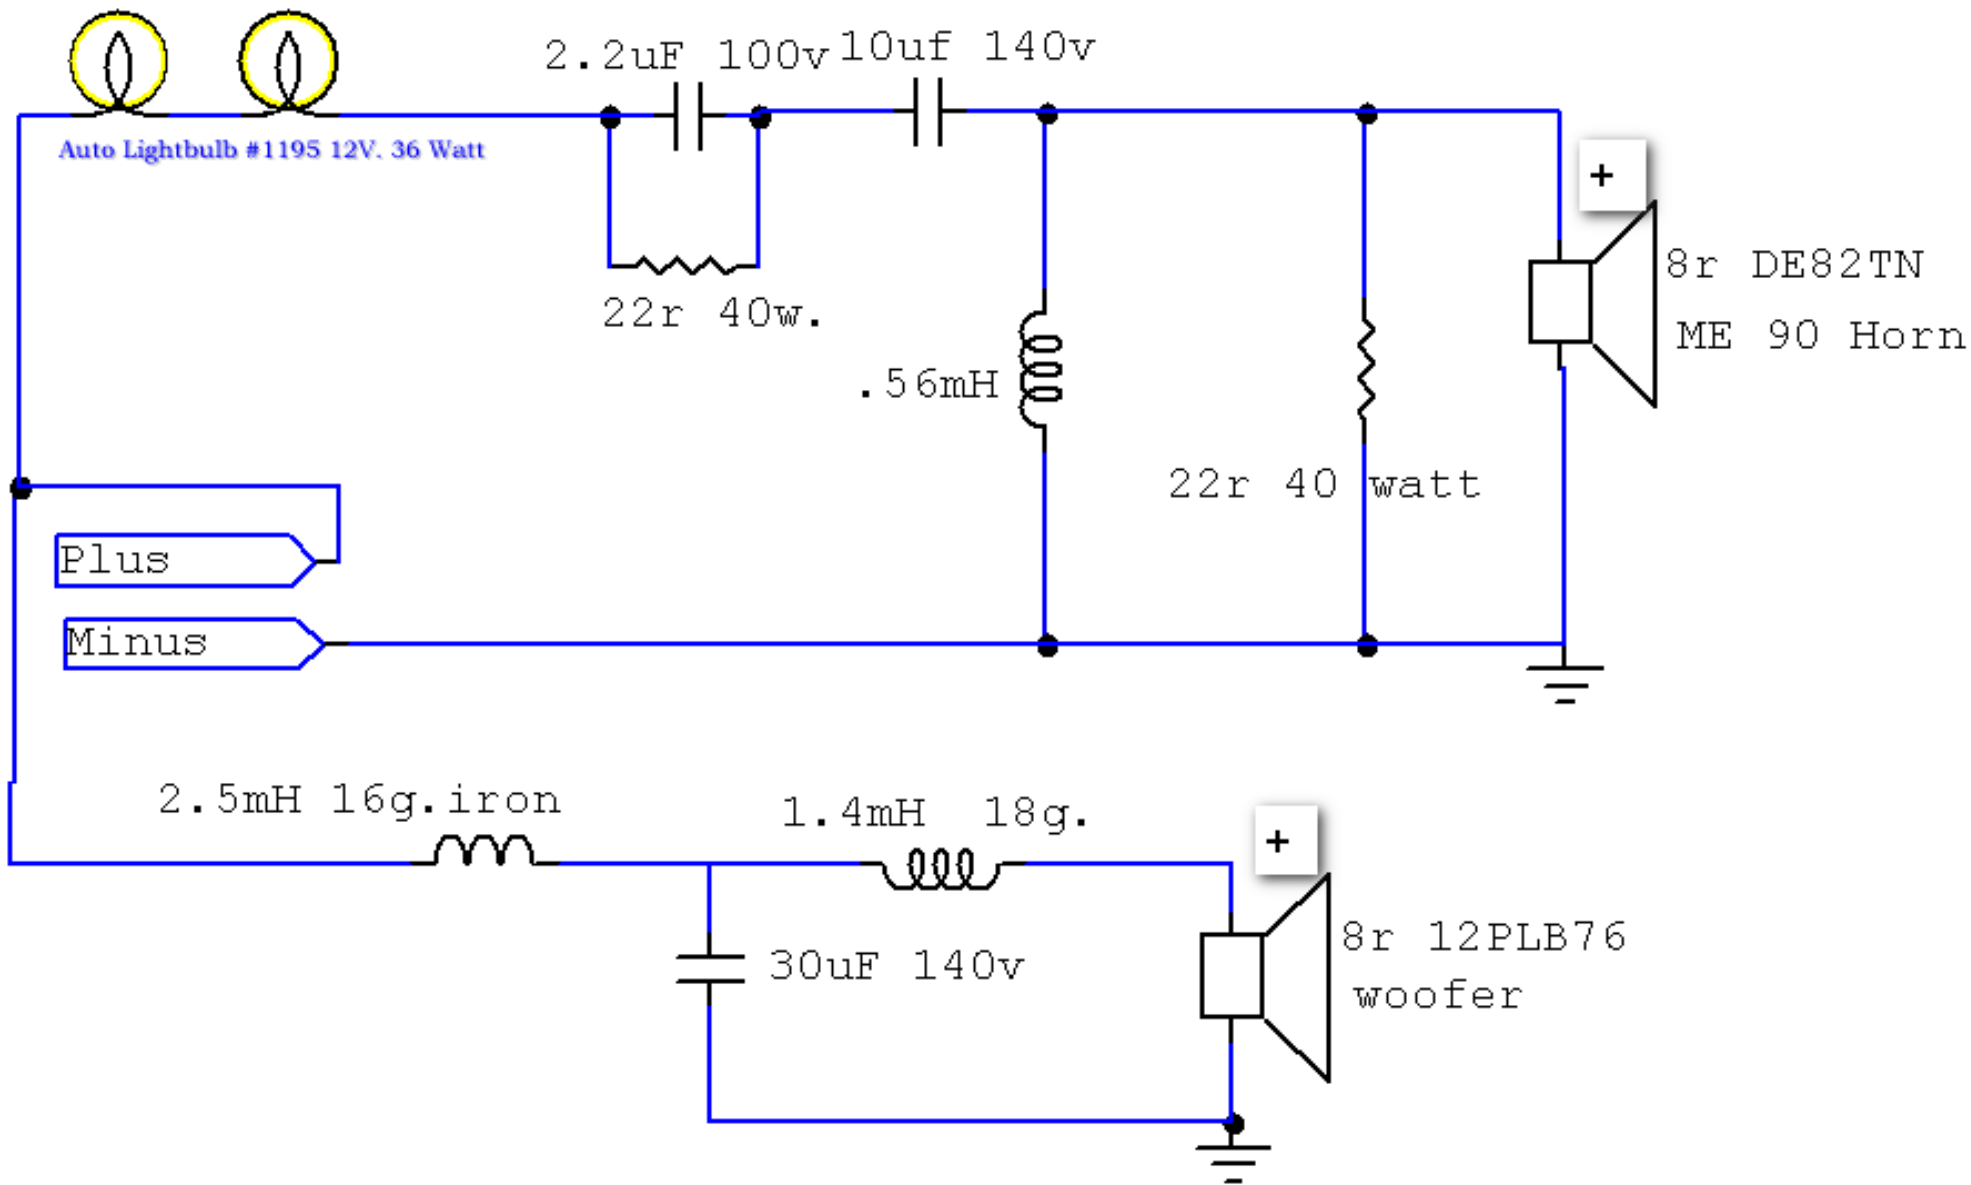 2.2uF 100v
10uf 140v
Auto Lightbulb #1195 12V. 36 Watt
+
8r DE82TN
ME 90 Horn
22r 40w.
.56mH
22r 40 watt
Plus
Minus
2.5mH 16g.iron
1.4mH 18g.
+
8r 12PLB76
woofer
30uF 140v